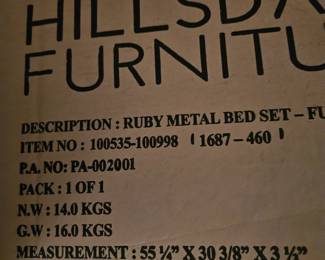 HILLSDA
FURNITU
DESCRIPTION : RUBY METAL BED SET - FU
ITEM NO : 100535-100998 ( 1687 - 460 )
P.A. NO: PA-002001
PACK : 1 OF 1
N.W : 14.0 KGS
G.W : 16.0 KGS
MEASUREMENT : 55 ¼" X 30 3/8" X 3 ½"